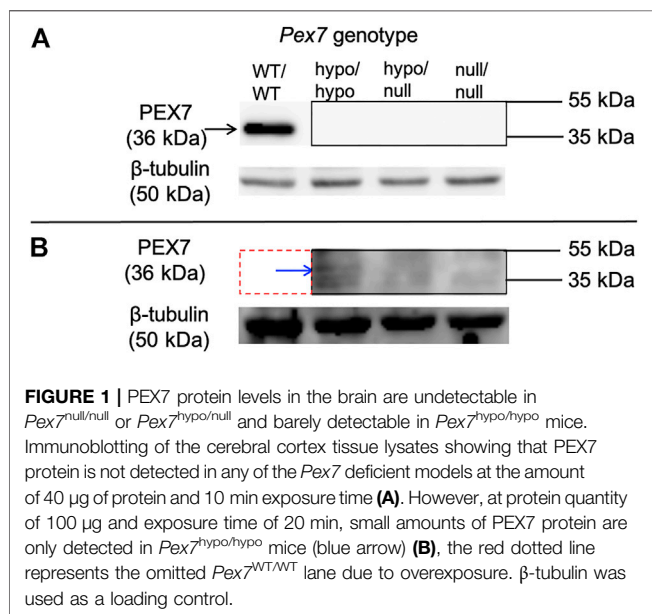 A
Pex7 genotype
WT/WT hypo/hypo hypo/null null/null
PEX7 (36 kDa)
55 kDa
35 kDa
β-tubulin (50 kDa)
B
PEX7 (36 kDa)
55 kDa
35 kDa
β-tubulin (50 kDa)
FIGURE 1 | PEX7 protein levels in the brain are undetectable in
Pex7null/null or Pex7hypo/null and barely detectable in Pex7hypo/hypo mice.
Immunoblotting of the cerebral cortex tissue lysates showing that PEX7
protein is not detected in any of the Pex7 deficient models at the amount
of 40 µg of protein and 10 min exposure time (A). However, at protein quantity
of 100 µg and exposure time of 20 min, small amounts of PEX7 protein are
only detected in Pex7hypo/hypo mice (blue arrow) (B), the red dotted line
represents the omitted Pex7WT/WT lane due to overexposure. β-tubulin was
used as a loading control.